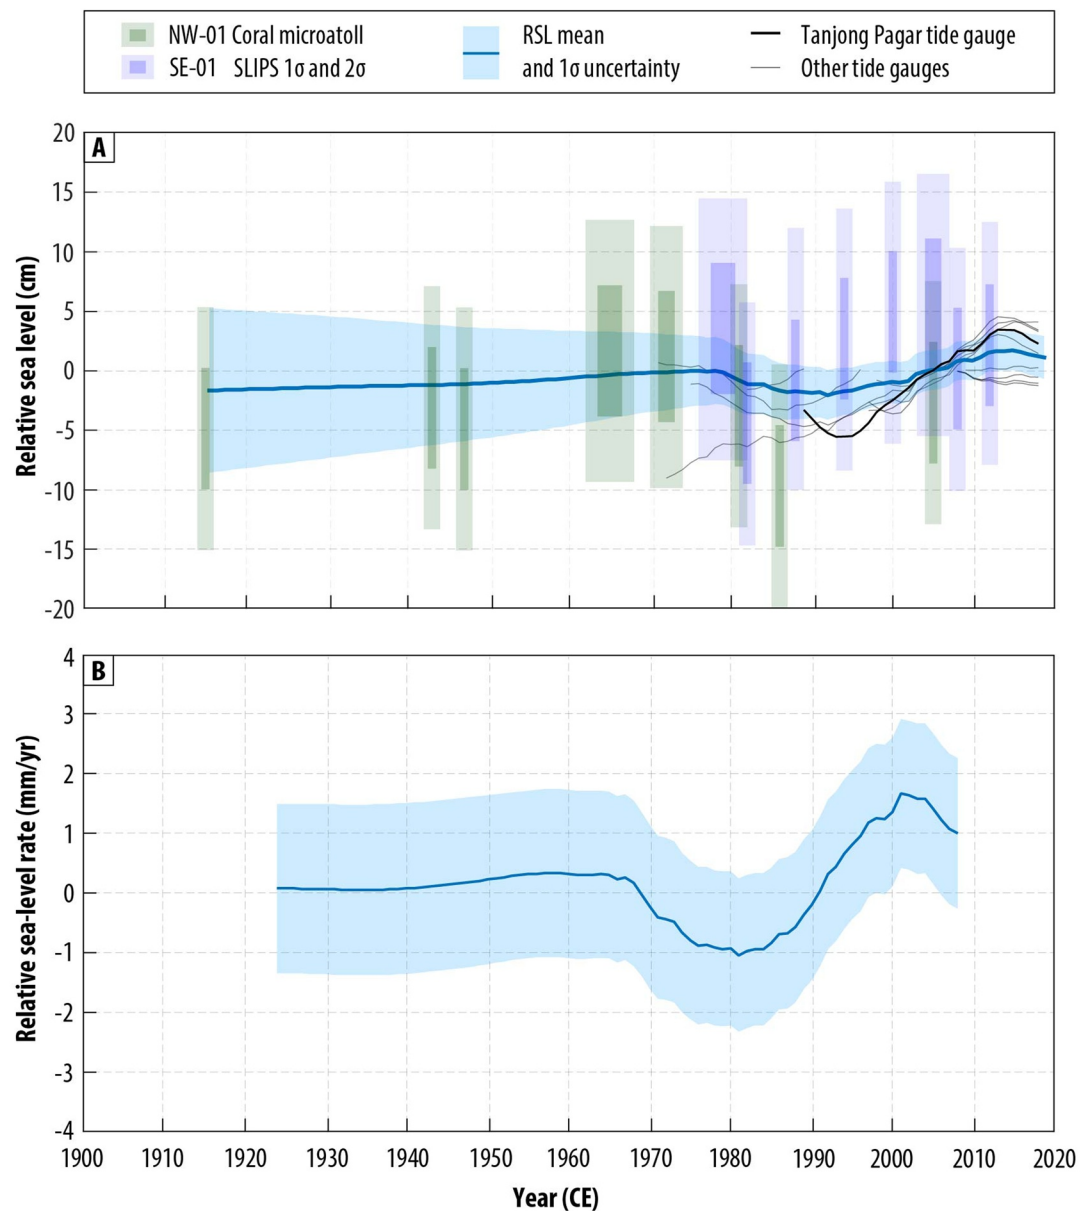 NW-01 Coral microatoll
SE-01 SLIPS 1σ and 2σ
RSL mean
and 1σ uncertainty
Tanjong Pagar tide gauge
Other tide gauges
A
Relative sea level (cm)
20
15
10
5
0
-5
-10
-15
-20
B
Relative sea-level rate (mm/yr)
4
3
2
1
0
-1
-2
-3
-4
1900 1910 1920 1930 1940 1950 1960 1970 1980 1990 2000 2010 2020
Year (CE)